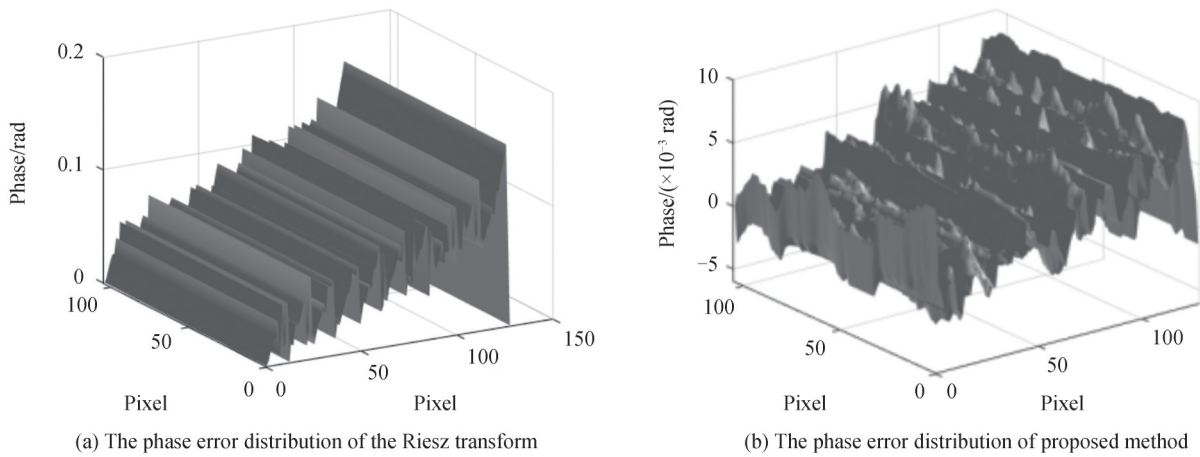 0.2
0.1
0
Phase/rad
100
50
0
0
50
100
150
Pixel
Pixel
(a) The phase error distribution of the Riesz transform
10
5
0
−5
Phase/(×10⁻³ rad)
100
50
0
0
50
100
Pixel
Pixel
(b) The phase error distribution of proposed method